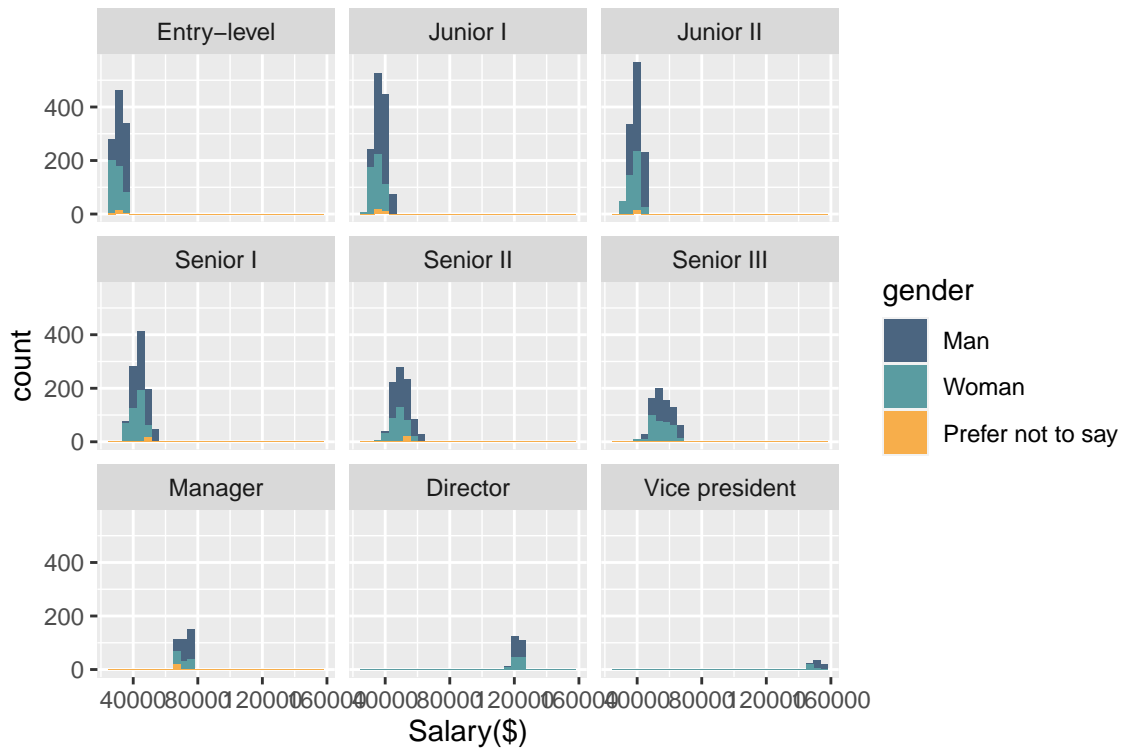 Entry−level
Junior I
Junior II
400
200
0
Senior I
Senior II
Senior III
400
200
0
Manager
Director
Vice president
400
200
0
40000 80000 120000 160000 40000 80000 120000 160000 40000 80000 120000 160000
Salary($)
count
gender
Man
Woman
Prefer not to say